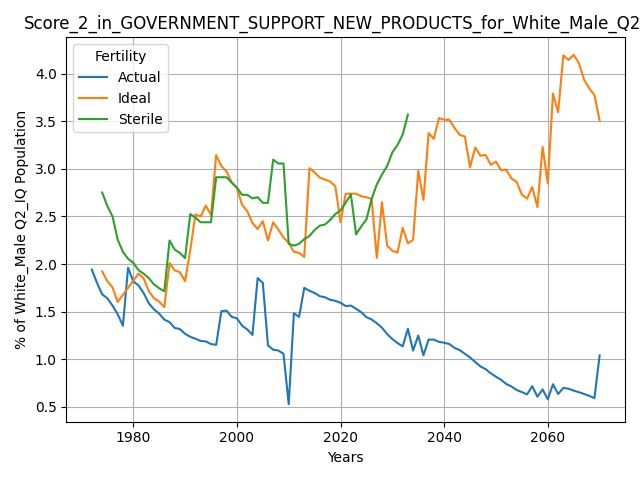 Score_2_in_GOVERNMENT_SUPPORT_NEW_PRODUCTS_for_White_Male_Q2
Fertility
Actual
Ideal
Sterile
% of White_Male Q2_IQ Population
4.0
3.5
3.0
2.5
2.0
1.5
1.0
0.5
1980 2000 2020 2040 2060
Years